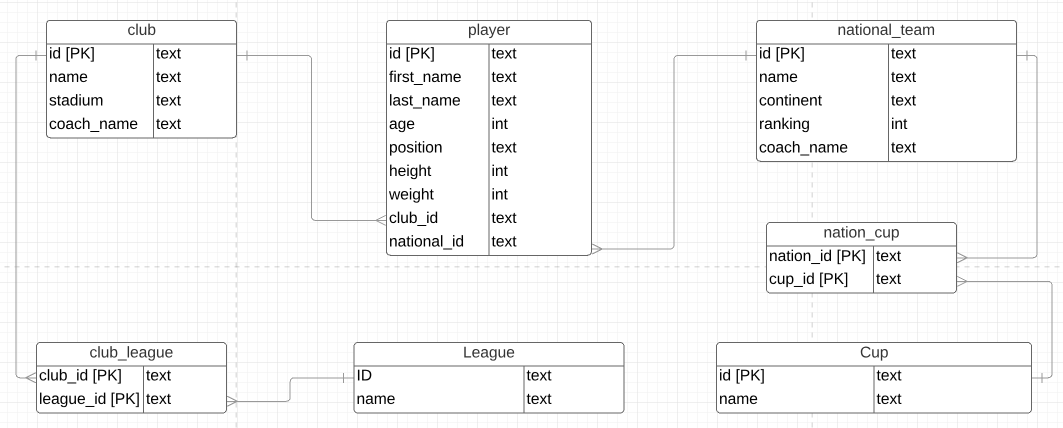 club
id [PK] text
name text
stadium text
coach_name text
player
id [PK] text
first_name text
last_name text
age int
position text
height int
weight int
club_id text
national_id text
national_team
id [PK] text
name text
continent text
ranking int
coach_name text
nation_cup
nation_id [PK] text
cup_id [PK] text
club_league
club_id [PK] text
league_id [PK] text
League
ID text
name text
Cup
id [PK] text
name text